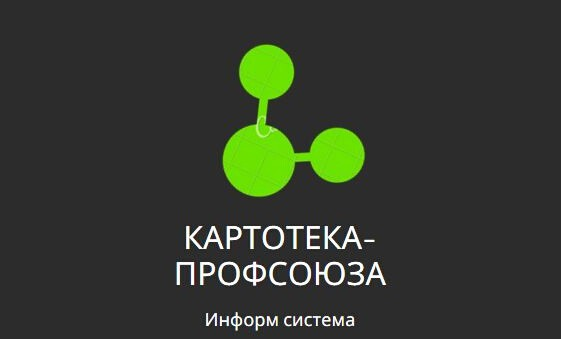 КАРТОТЕКА-
ПРОФСОЮЗА
Информ система